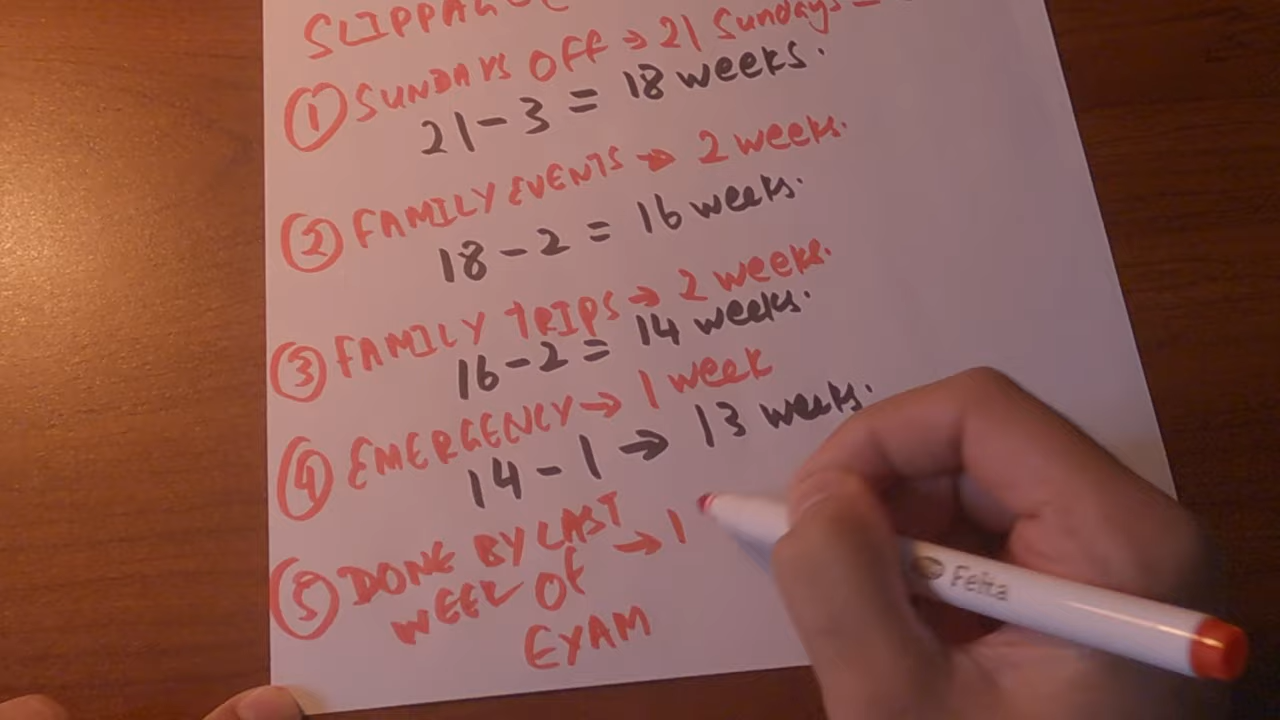 SLIPPAGE
① SUNDAYS OFF → 21 Sundays =
21 - 3 = 18 weeks.
② FAMILY EVENTS → 2 weeks.
18 - 2 = 16 weeks.
③ FAMILY TRIPS → 2 weeks.
16 - 2 = 14 weeks.
④ EMERGENCY → 1 week
14 - 1 → 13 weeks.
⑤ DONE BY LAST
WEEK OF → 1
EXAM
Felta